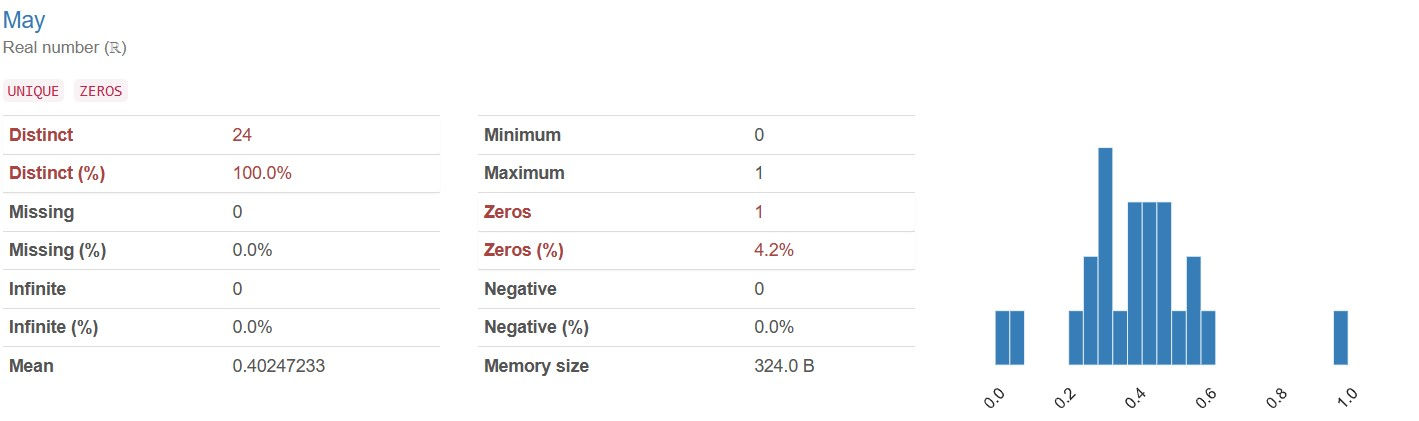 May
Real number (ℝ)
UNIQUE ZEROS
Distinct 24
Distinct (%) 100.0%
Missing 0
Missing (%) 0.0%
Infinite 0
Infinite (%) 0.0%
Mean 0.40247233
Minimum 0
Maximum 1
Zeros 1
Zeros (%) 4.2%
Negative 0
Negative (%) 0.0%
Memory size 324.0 B
0.0 0.2 0.4 0.6 0.8 1.0